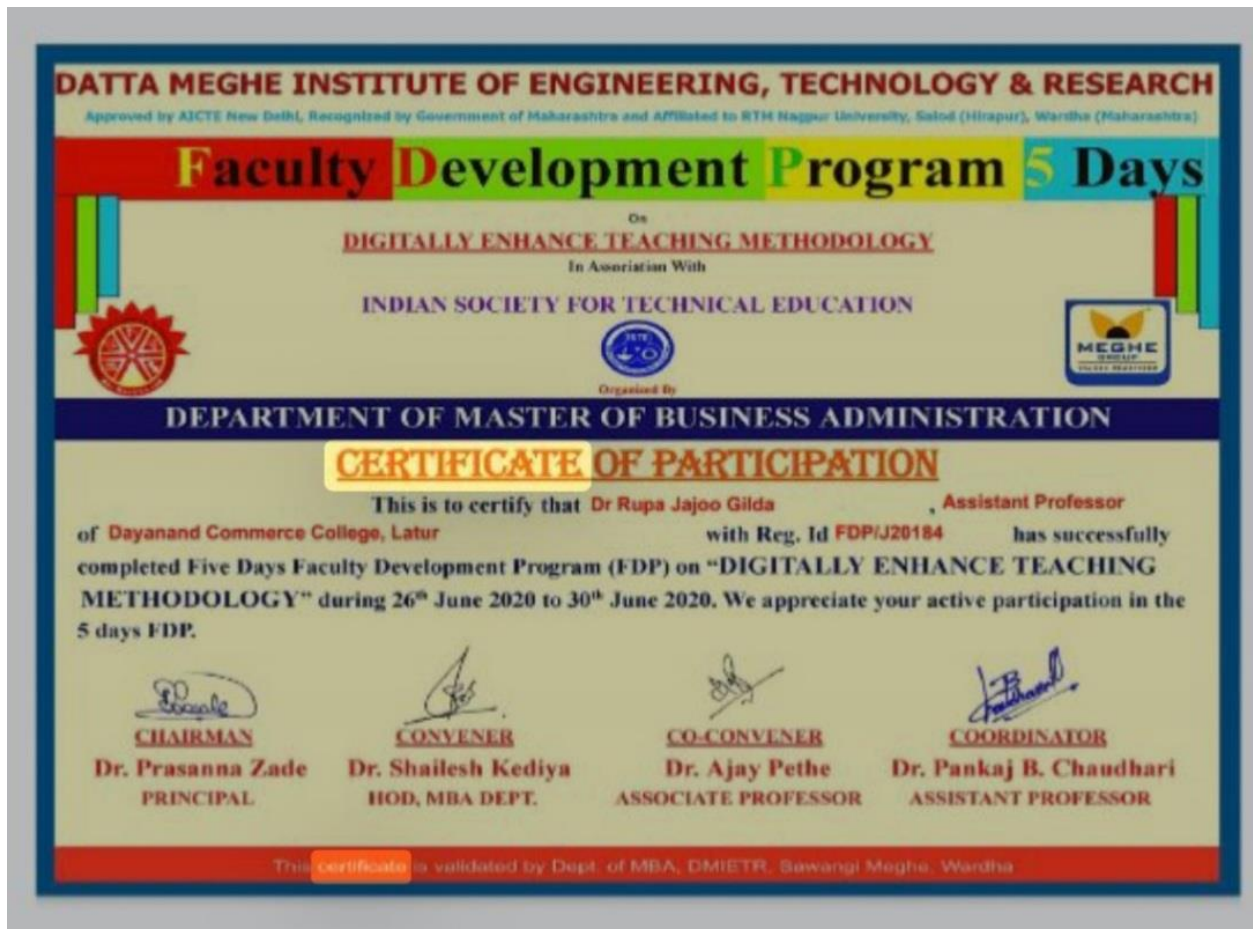 DATTA MEGHE INSTITUTE OF ENGINEERING, TECHNOLOGY & RESEARCH
Approved by AICTE New Delhi, Recognized by Government of Maharashtra and Affiliated to RTM Nagpur University, Salod (Hirapur), Wardha (Maharashtra)
Faculty Development Program 5 Days
On
DIGITALLY ENHANCE TEACHING METHODOLOGY
In Association With
INDIAN SOCIETY FOR TECHNICAL EDUCATION
MEGHE
GROUP
Organized By
DEPARTMENT OF MASTER OF BUSINESS ADMINISTRATION
CERTIFICATE OF PARTICIPATION
This is to certify that Dr Rupa Jajoo Gilda , Assistant Professor
of Dayanand Commerce College, Latur with Reg. Id FDP/J20184 has successfully
completed Five Days Faculty Development Program (FDP) on “DIGITALLY ENHANCE TEACHING
METHODOLOGY” during 26th June 2020 to 30th June 2020. We appreciate your active participation in the
5 days FDP.
CHAIRMAN CONVENER CO-CONVENER COORDINATOR
Dr. Prasanna Zade Dr. Shailesh Kediya Dr. Ajay Pethe Dr. Pankaj B. Chaudhari
PRINCIPAL HOD, MBA DEPT. ASSOCIATE PROFESSOR ASSISTANT PROFESSOR
This certificate is validated by Dept. of MBA, DMIETR, Sawangi Meghe, Wardha